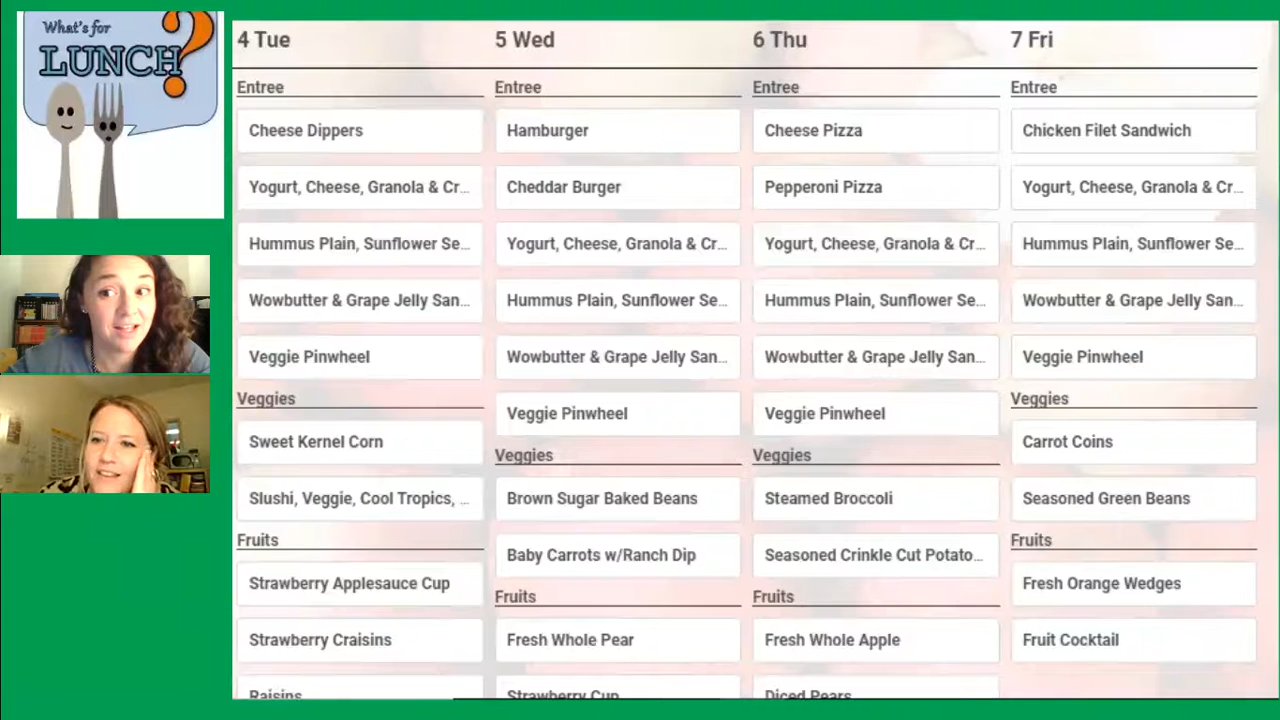 What's for
LUNCH?
4 Tue
Entree
Cheese Dippers
Yogurt, Cheese, Granola & Cr...
Hummus Plain, Sunflower Se...
Wowbutter & Grape Jelly San...
Veggie Pinwheel
Veggies
Sweet Kernel Corn
Slushi, Veggie, Cool Tropics, ...
Fruits
Strawberry Applesauce Cup
Strawberry Craisins
Raisins
5 Wed
Entree
Hamburger
Cheddar Burger
Yogurt, Cheese, Granola & Cr...
Hummus Plain, Sunflower Se...
Wowbutter & Grape Jelly San...
Veggie Pinwheel
Veggies
Brown Sugar Baked Beans
Baby Carrots w/Ranch Dip
Fruits
Fresh Whole Pear
Strawberry Cup
6 Thu
Entree
Cheese Pizza
Pepperoni Pizza
Yogurt, Cheese, Granola & Cr...
Hummus Plain, Sunflower Se...
Wowbutter & Grape Jelly San...
Veggie Pinwheel
Veggies
Steamed Broccoli
Seasoned Crinkle Cut Potato...
Fruits
Fresh Whole Apple
Diced Pears
7 Fri
Entree
Chicken Filet Sandwich
Yogurt, Cheese, Granola & Cr...
Hummus Plain, Sunflower Se...
Wowbutter & Grape Jelly San...
Veggie Pinwheel
Veggies
Carrot Coins
Seasoned Green Beans
Fruits
Fresh Orange Wedges
Fruit Cocktail